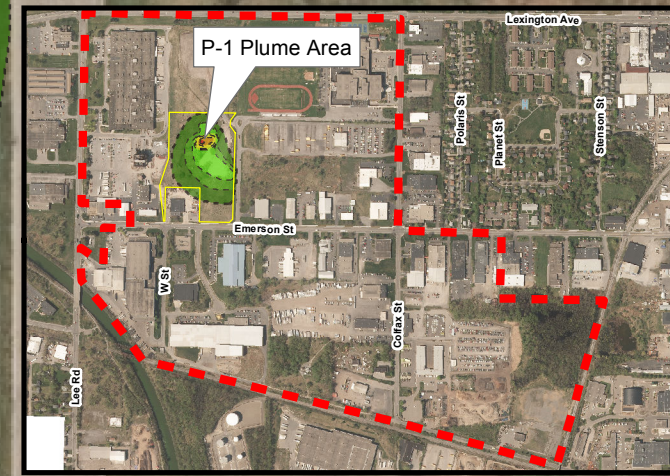 Lexington Ave
P-1 Plume Area
Polaris St
Planet St
Stenson St
Emerson St
W St
Colfax St
Lee Rd